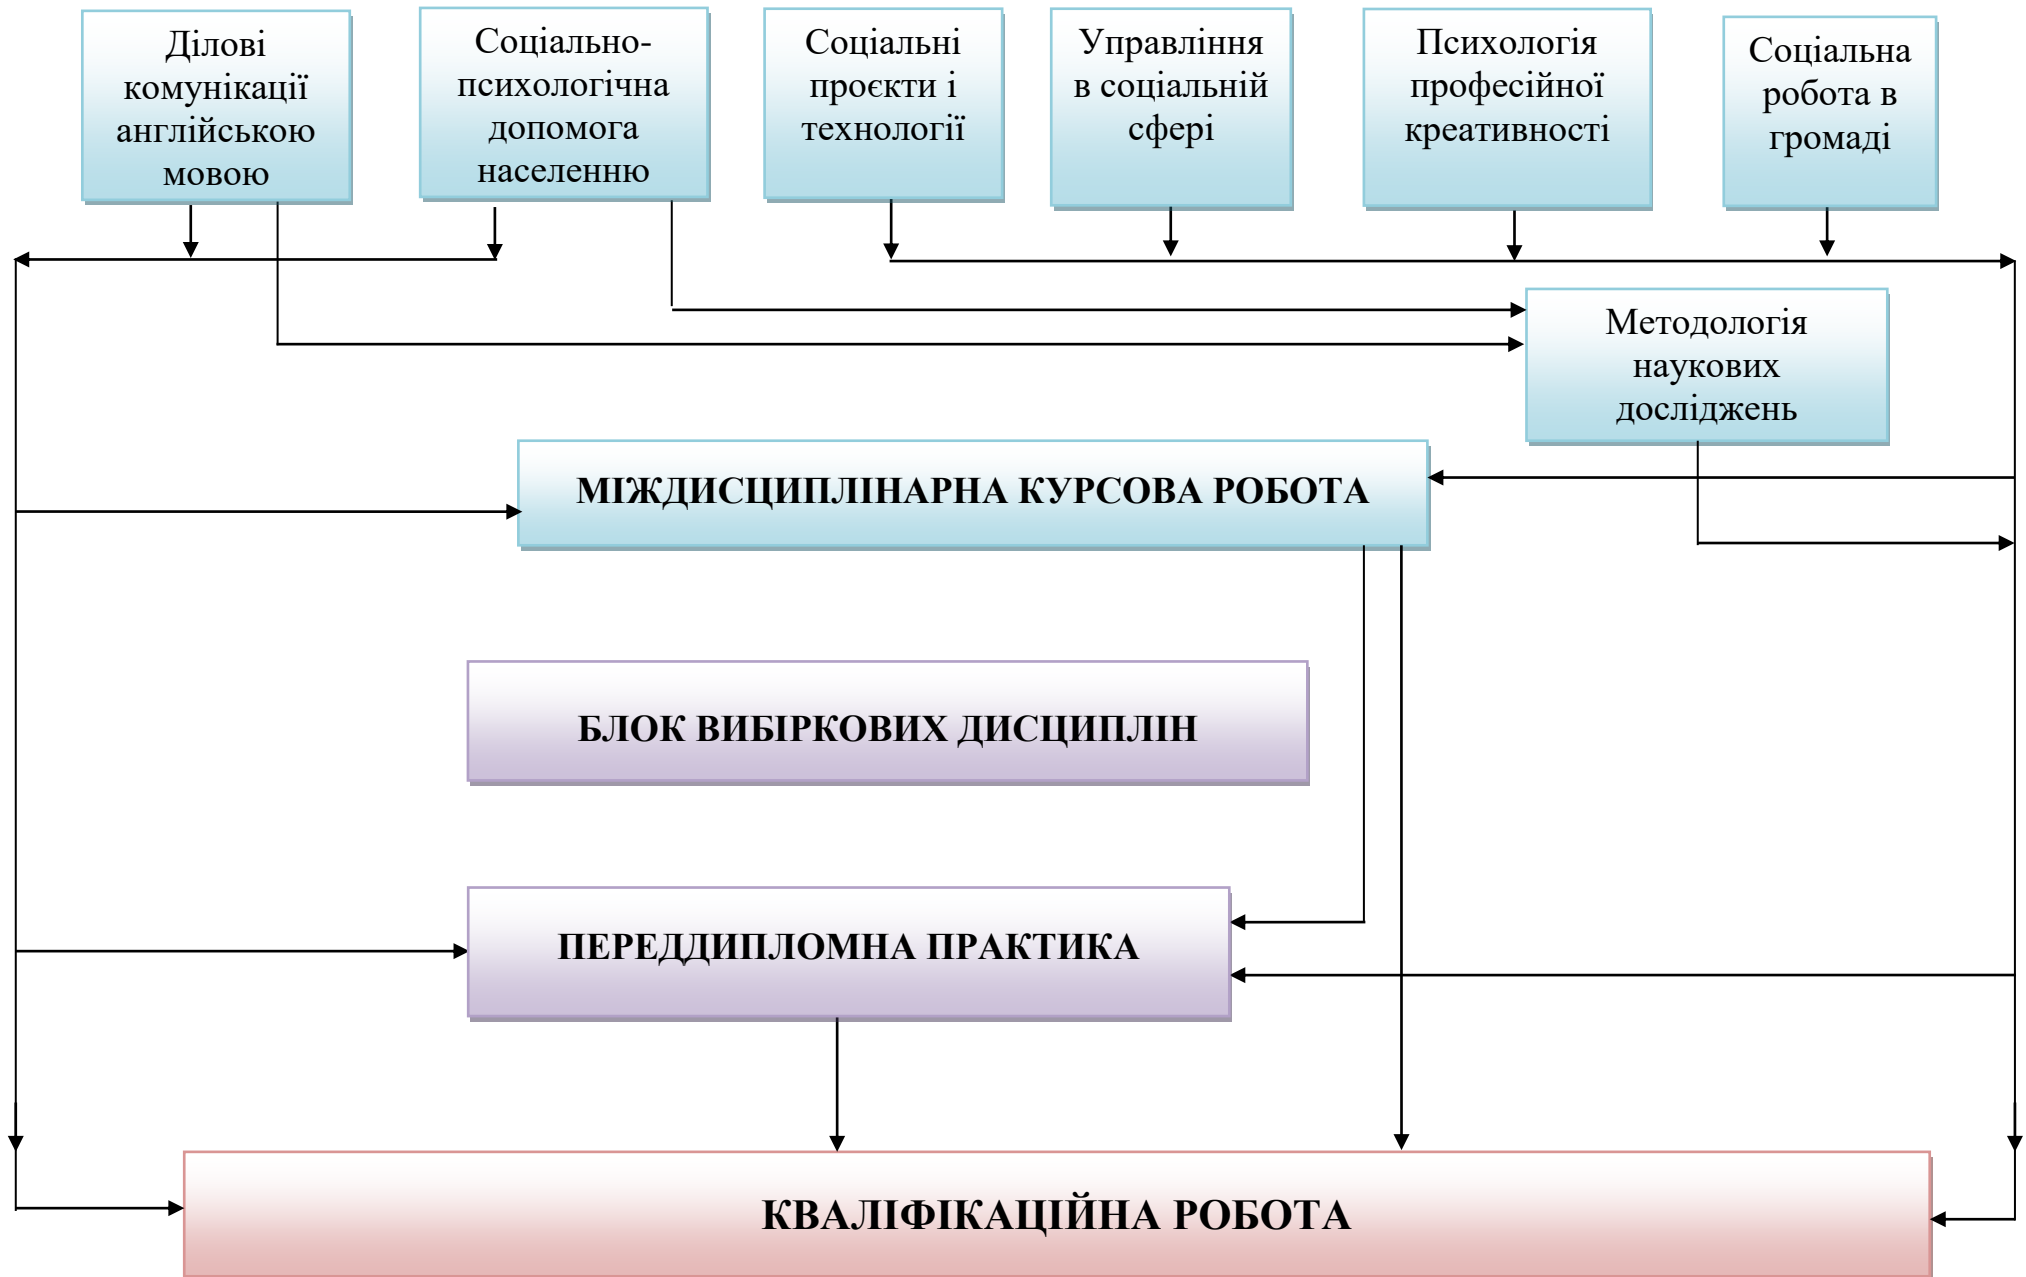 Ділові
комунікації
англійською
мовою
Соціально-
психологічна
допомога
населенню
Соціальні
проєкти і
технології
Управління
в соціальній
сфері
Психологія
професійної
креативності
Соціальна
робота в
громаді
Методологія
наукових
досліджень
МІЖДИСЦИПЛІНАРНА КУРСОВА РОБОТА
БЛОК ВИБІРКОВИХ ДИСЦИПЛІН
ПЕРЕДДИПЛОМНА ПРАКТИКА
КВАЛІФІКАЦІЙНА РОБОТА